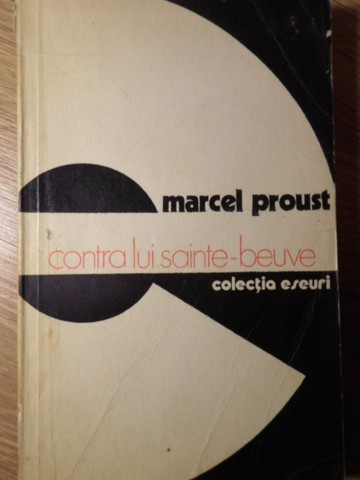 marcel proust
contra lui sainte-beuve
colecția eseuri